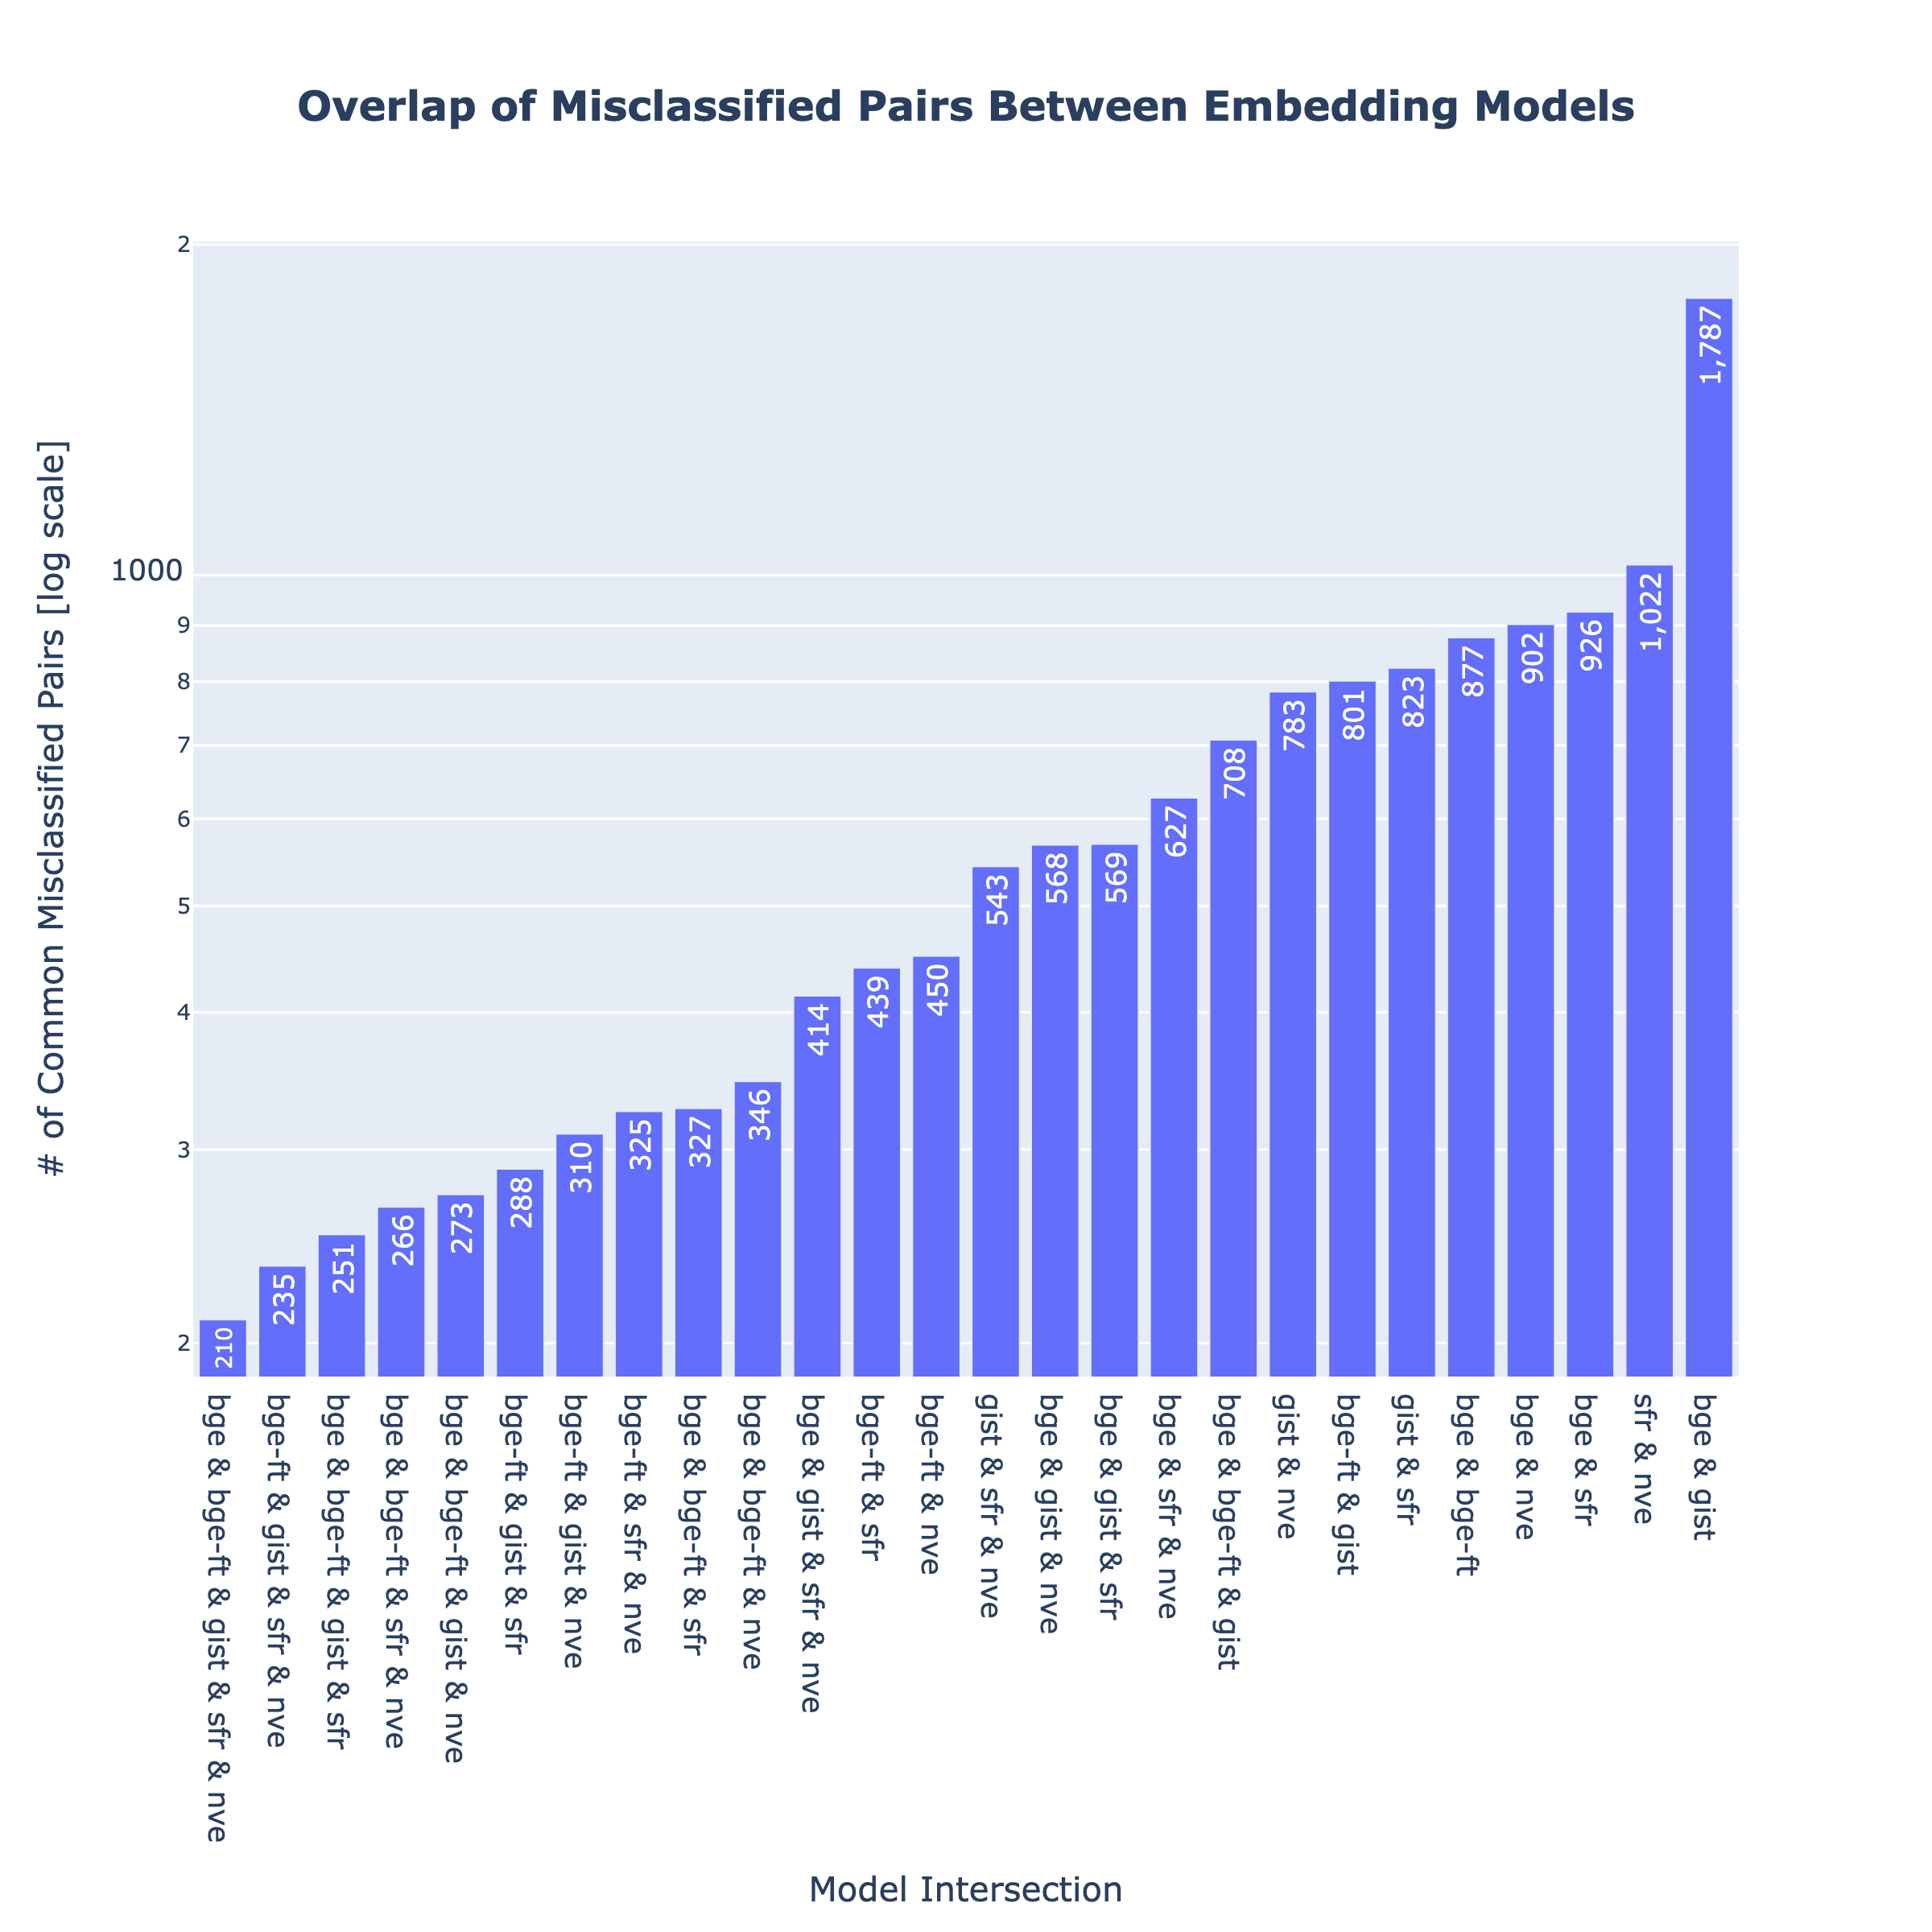 Overlap of Misclassified Pairs Between Embedding Models
# of Common Misclassified Pairs [log scale]
2
1000
9
8
7
6
5
4
3
2
210
235
251
266
273
288
310
325
327
346
414
439
450
543
568
569
627
708
783
801
823
877
902
926
1,022
1,787
bge & bge-ft & gist & sfr & nve
bge-ft & gist & sfr & nve
bge & bge-ft & gist & sfr
bge & bge-ft & sfr & nve
bge & bge-ft & gist & nve
bge-ft & gist & sfr
bge-ft & gist & nve
bge-ft & sfr & nve
bge & bge-ft & sfr
bge & bge-ft & nve
bge & gist & sfr & nve
bge-ft & sfr
bge-ft & nve
gist & sfr & nve
bge & gist & nve
bge & gist & sfr
bge & sfr & nve
bge & bge-ft & gist
gist & nve
bge-ft & gist
gist & sfr
bge & bge-ft
bge & nve
bge & sfr
sfr & nve
bge & gist
Model Intersection